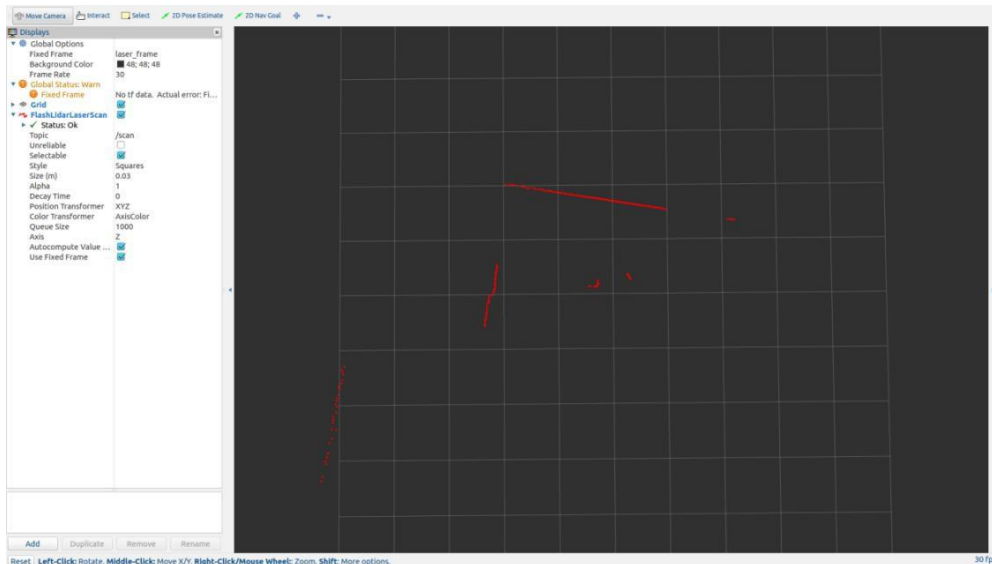 Move Camera Interact Select 2D Pose Estimate 2D Nav Goal
Displays
Global Options
Fixed Frame laser_frame
Background Color 48; 48; 48
Frame Rate 30
Global Status: Warn
Fixed Frame No tf data. Actual error: Fi...
Grid
FlashLidarLaserScan
Status: Ok
Topic /scan
Unreliable
Selectable
Style Squares
Size (m) 0.03
Alpha 1
Decay Time 0
Position Transformer XYZ
Color Transformer AxisColor
Queue Size 1000
Axis Z
Autocompute Value ...
Use Fixed Frame
Add Duplicate Remove Rename
Reset Left-Click: Rotate. Middle-Click: Move X/Y. Right-Click/Mouse Wheel: Zoom. Shift: More options. 30 fp